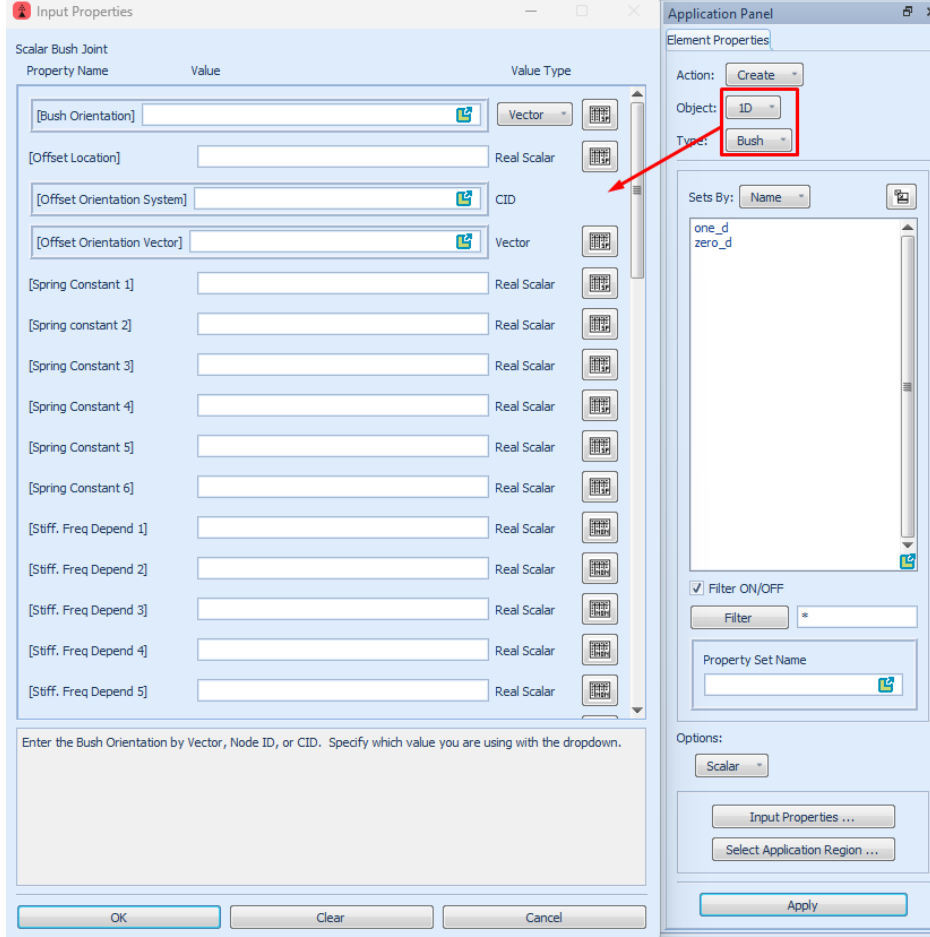 Input Properties
Scalar Bush Joint
Property Name Value Value Type
[Bush Orientation] Vector
[Offset Location] Real Scalar
[Offset Orientation System] CID
[Offset Orientation Vector] Vector
[Spring Constant 1] Real Scalar
[Spring constant 2] Real Scalar
[Spring Constant 3] Real Scalar
[Spring Constant 4] Real Scalar
[Spring Constant 5] Real Scalar
[Spring Constant 6] Real Scalar
[Stiff. Freq Depend 1] Real Scalar
[Stiff. Freq Depend 2] Real Scalar
[Stiff. Freq Depend 3] Real Scalar
[Stiff. Freq Depend 4] Real Scalar
[Stiff. Freq Depend 5] Real Scalar
Enter the Bush Orientation by Vector, Node ID, or CID. Specify which value you are using with the dropdown.
OK Clear Cancel
Application Panel
Element Properties
Action: Create
Object: 1D
Type: Bush
Sets By: Name
one_d
zero_d
Filter ON/OFF
Filter *
Property Set Name
Options:
Scalar
Input Properties ...
Select Application Region ...
Apply